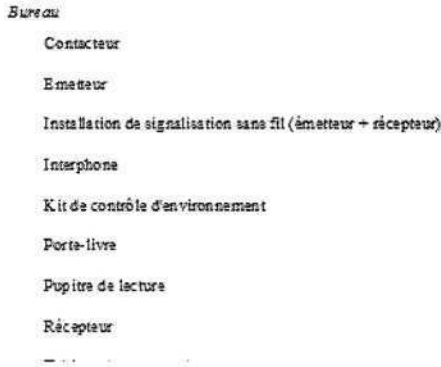 Bureau
Contacteur
Emetteur
Installation de signalisation sans fil (émetteur + récepteur)
Interphone
Kit de contrôle d'environnement
Porte-livre
Pupitre de lecture
Récepteur